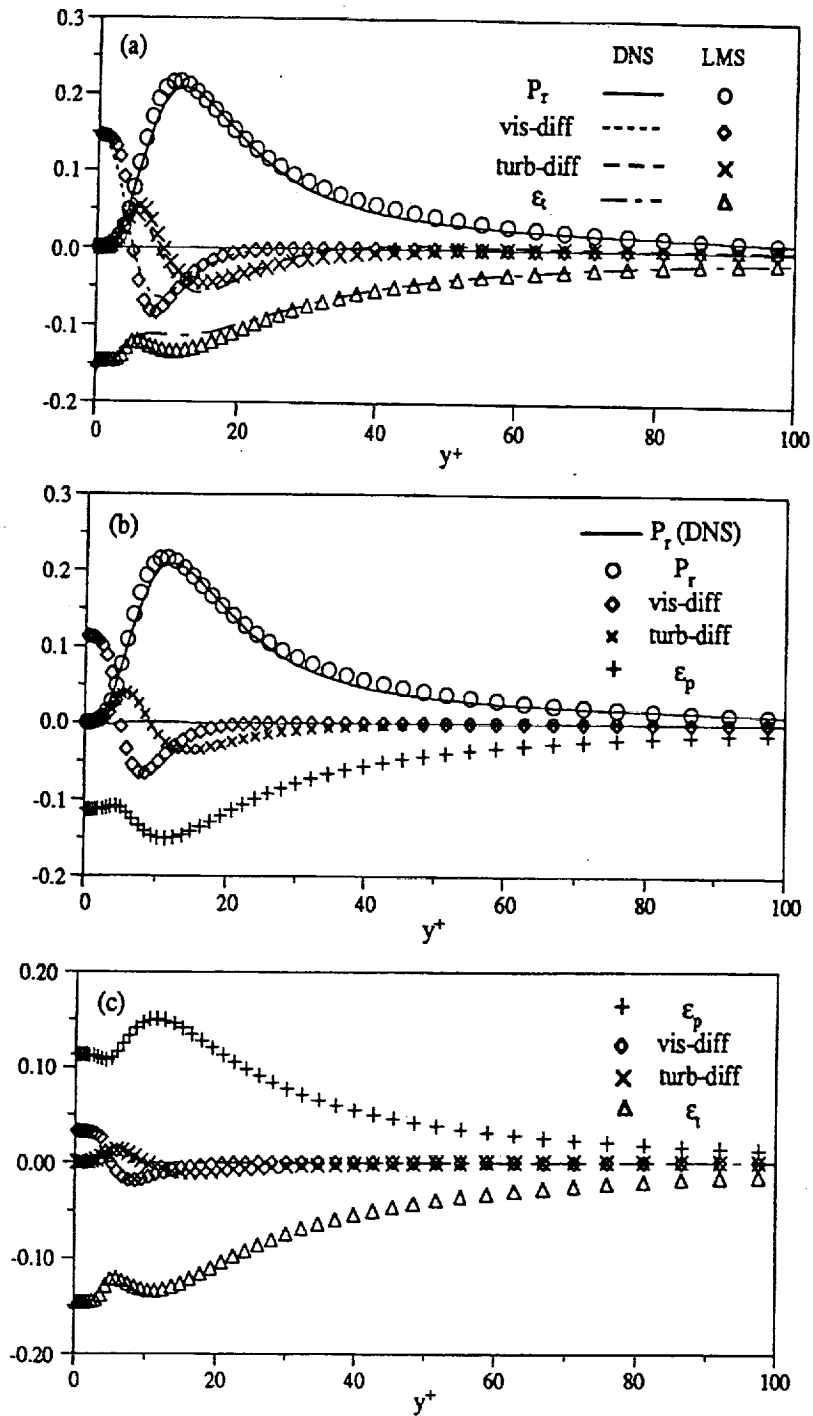 (a)
DNS LMS
P_r
vis-diff
turb-diff
ε_t
0.3
0.2
0.1
0.0
-0.1
-0.2
0 20 40 60 80 100
y⁺
(b)
P_r (DNS)
P_r
vis-diff
turb-diff
ε_p
0.3
0.2
0.1
0.0
-0.1
-0.2
0 20 40 60 80 100
y⁺
(c)
ε_p
vis-diff
turb-diff
ε_t
0.20
0.10
0.00
-0.10
-0.20
0 20 40 60 80 100
y⁺